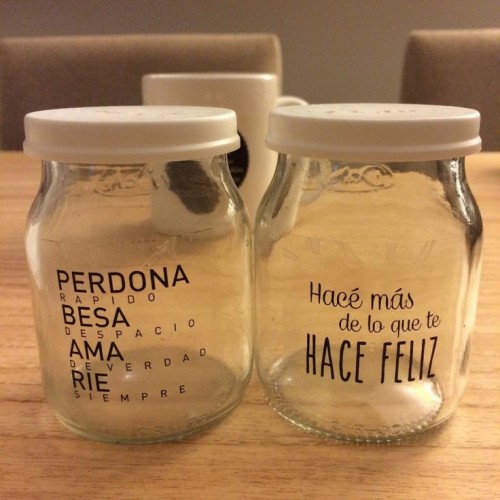 PERDONA
RAPIDO
BESA
DESPACIO
AMA
DE VERDAD
RIE
SIEMPRE
Hacé más
de lo que te
HACE FELIZ